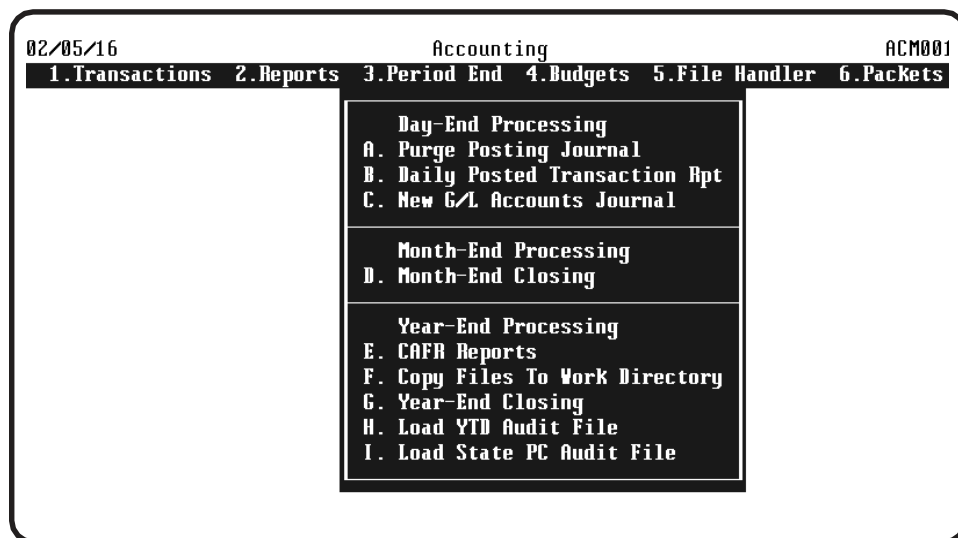 02/05/16 Accounting ACM001
1.Transactions 2.Reports 3.Period End 4.Budgets 5.File Handler 6.Packets
Day-End Processing
A. Purge Posting Journal
B. Daily Posted Transaction Rpt
C. New G/L Accounts Journal
Month-End Processing
D. Month-End Closing
Year-End Processing
E. CAFR Reports
F. Copy Files To Work Directory
G. Year-End Closing
H. Load YTD Audit File
I. Load State PC Audit File